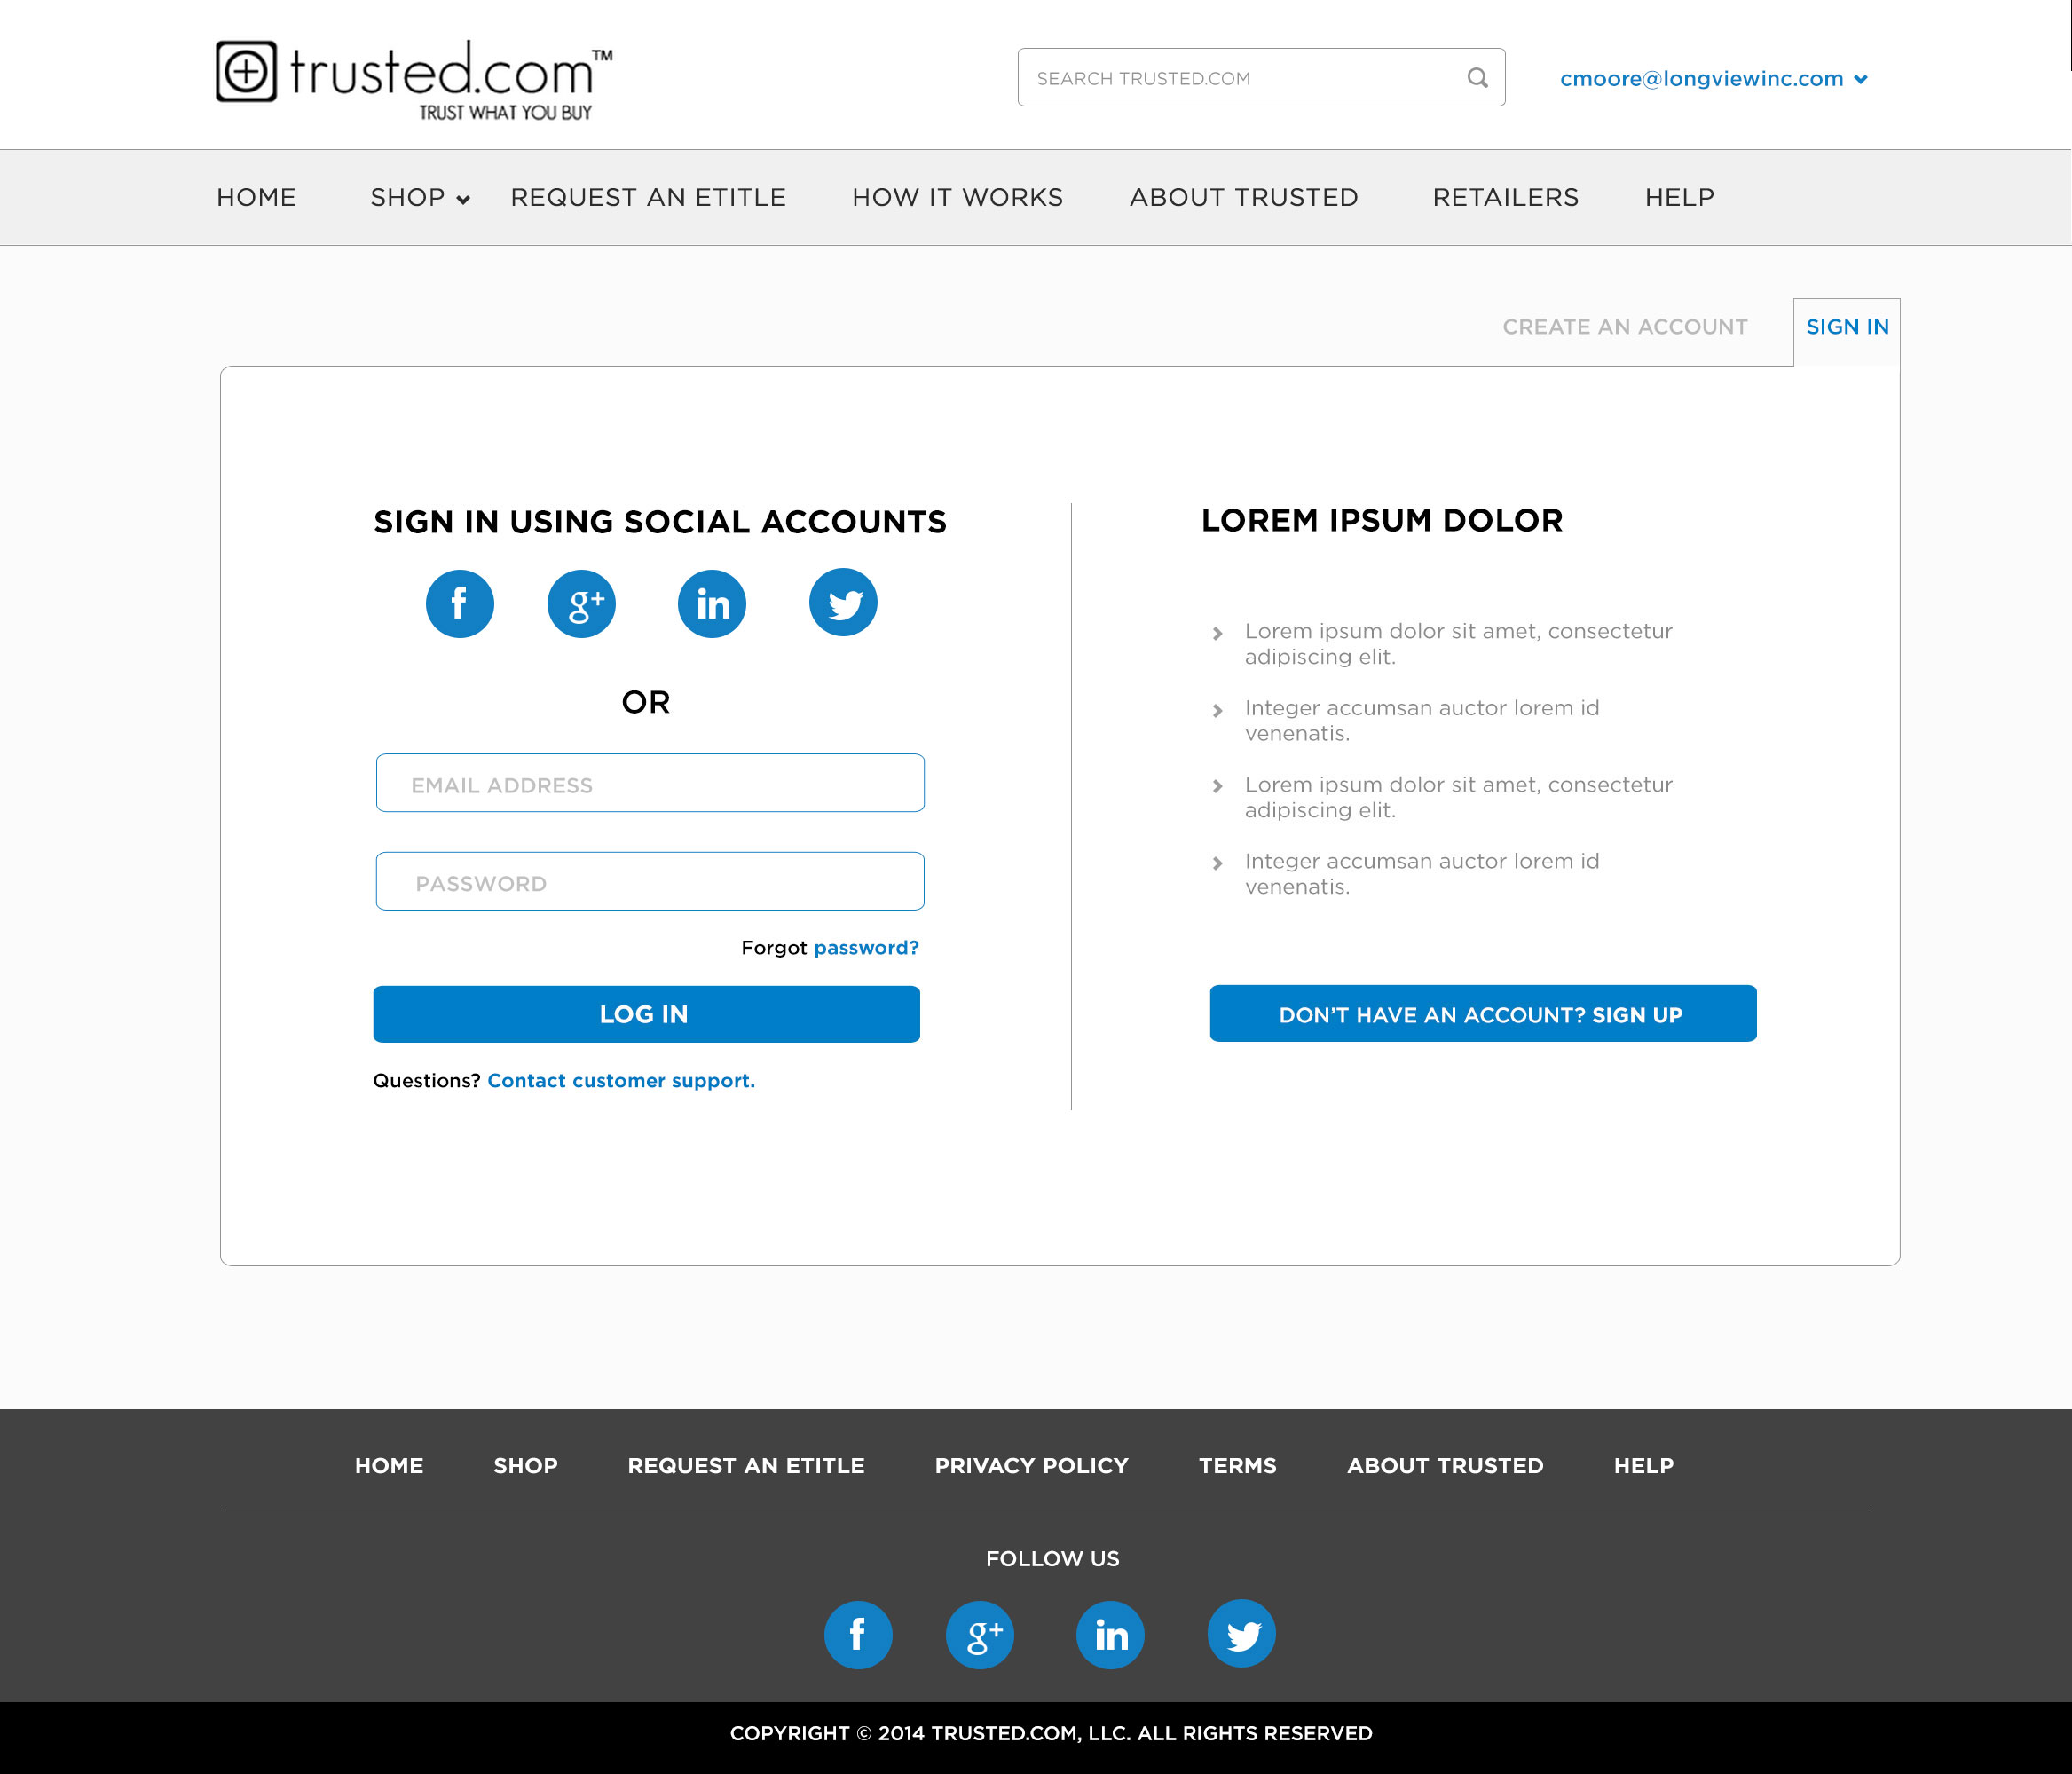 trusted.com™
TRUST WHAT YOU BUY
SEARCH TRUSTED.COM
cmoore@longviewinc.com
HOME SHOP REQUEST AN ETITLE HOW IT WORKS ABOUT TRUSTED RETAILERS HELP
CREATE AN ACCOUNT SIGN IN
SIGN IN USING SOCIAL ACCOUNTS
f g+ in
OR
EMAIL ADDRESS
PASSWORD
Forgot password?
LOG IN
Questions? Contact customer support.
LOREM IPSUM DOLOR
Lorem ipsum dolor sit amet, consectetur
adipiscing elit.
Integer accumsan auctor lorem id
venenatis.
Lorem ipsum dolor sit amet, consectetur
adipiscing elit.
Integer accumsan auctor lorem id
venenatis.
DON'T HAVE AN ACCOUNT? SIGN UP
HOME SHOP REQUEST AN ETITLE PRIVACY POLICY TERMS ABOUT TRUSTED HELP
FOLLOW US
f g+ in
COPYRIGHT © 2014 TRUSTED.COM, LLC. ALL RIGHTS RESERVED